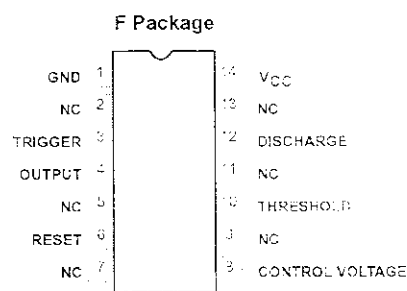 F Package
GND 1 14 VCC
NC 2 13 NC
TRIGGER 3 12 DISCHARGE
OUTPUT 4 11 NC
NC 5 10 THRESHOLD
RESET 6 9 NC
NC 7 8 CONTROL VOLTAGE